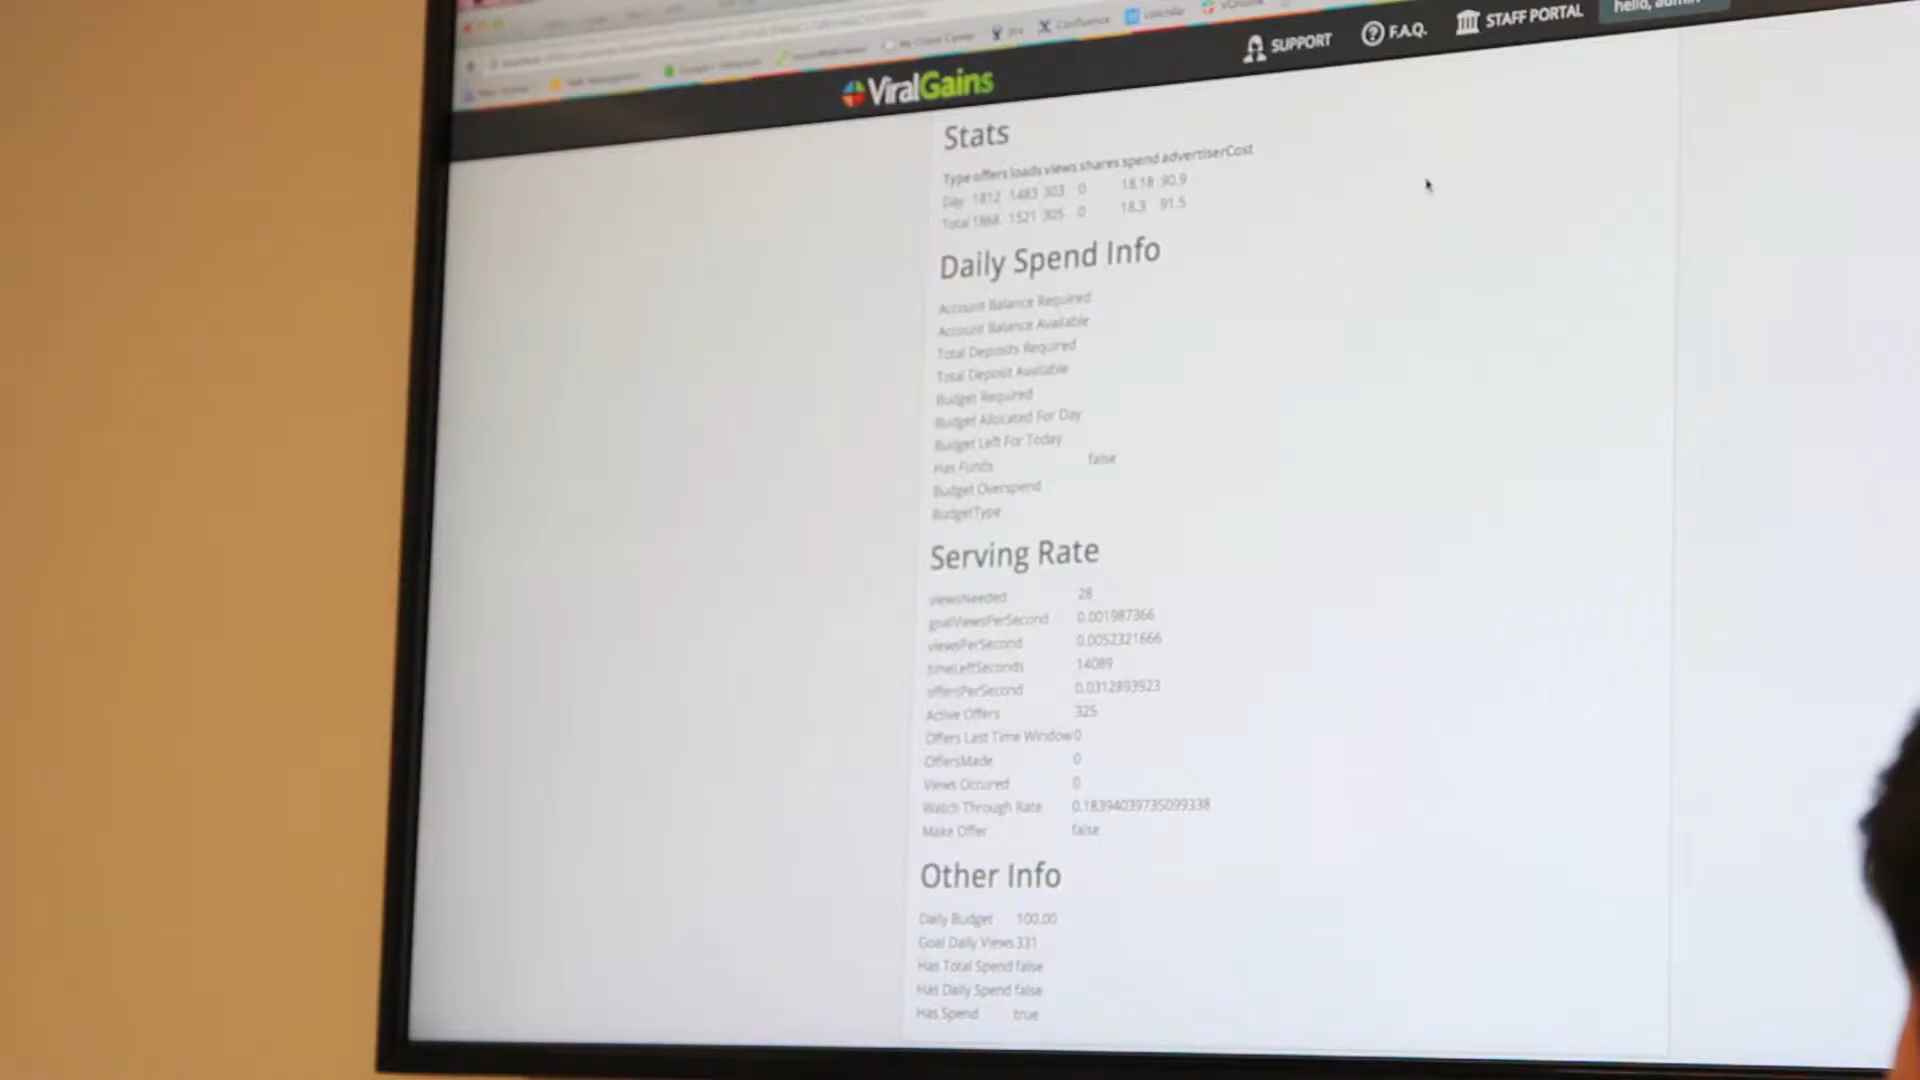 Confluence
calendar
SUPPORT
F.A.Q.
STAFF PORTAL
hello, admin
ViralGains
Stats
Type offers loads views shares spend advertiserCost
Day 1812 1483 303 0 18.18 90.9
Total 1868 1521 305 0 18.3 91.5
Daily Spend Info
Account Balance Required
Account Balance Available
Total Deposits Required
Total Deposit Available
Budget Required
Budget Allocated For Day
Budget Left For Today
Has Funds false
Budget Overspend
BudgetType
Serving Rate
viewsNeeded 28
goalViewsPerSecond 0.001987366
viewsPerSecond 0.0052321666
timeLeftSeconds 14089
offersPerSecond 0.0312893923
Active Offers 325
Offers Last Time Window 0
OffersMade 0
Views Occured 0
Watch Through Rate 0.18394039735099338
Make Offer false
Other Info
Daily Budget 100.00
Goal Daily Views 331
Has Total Spend false
Has Daily Spend false
Has Spend true